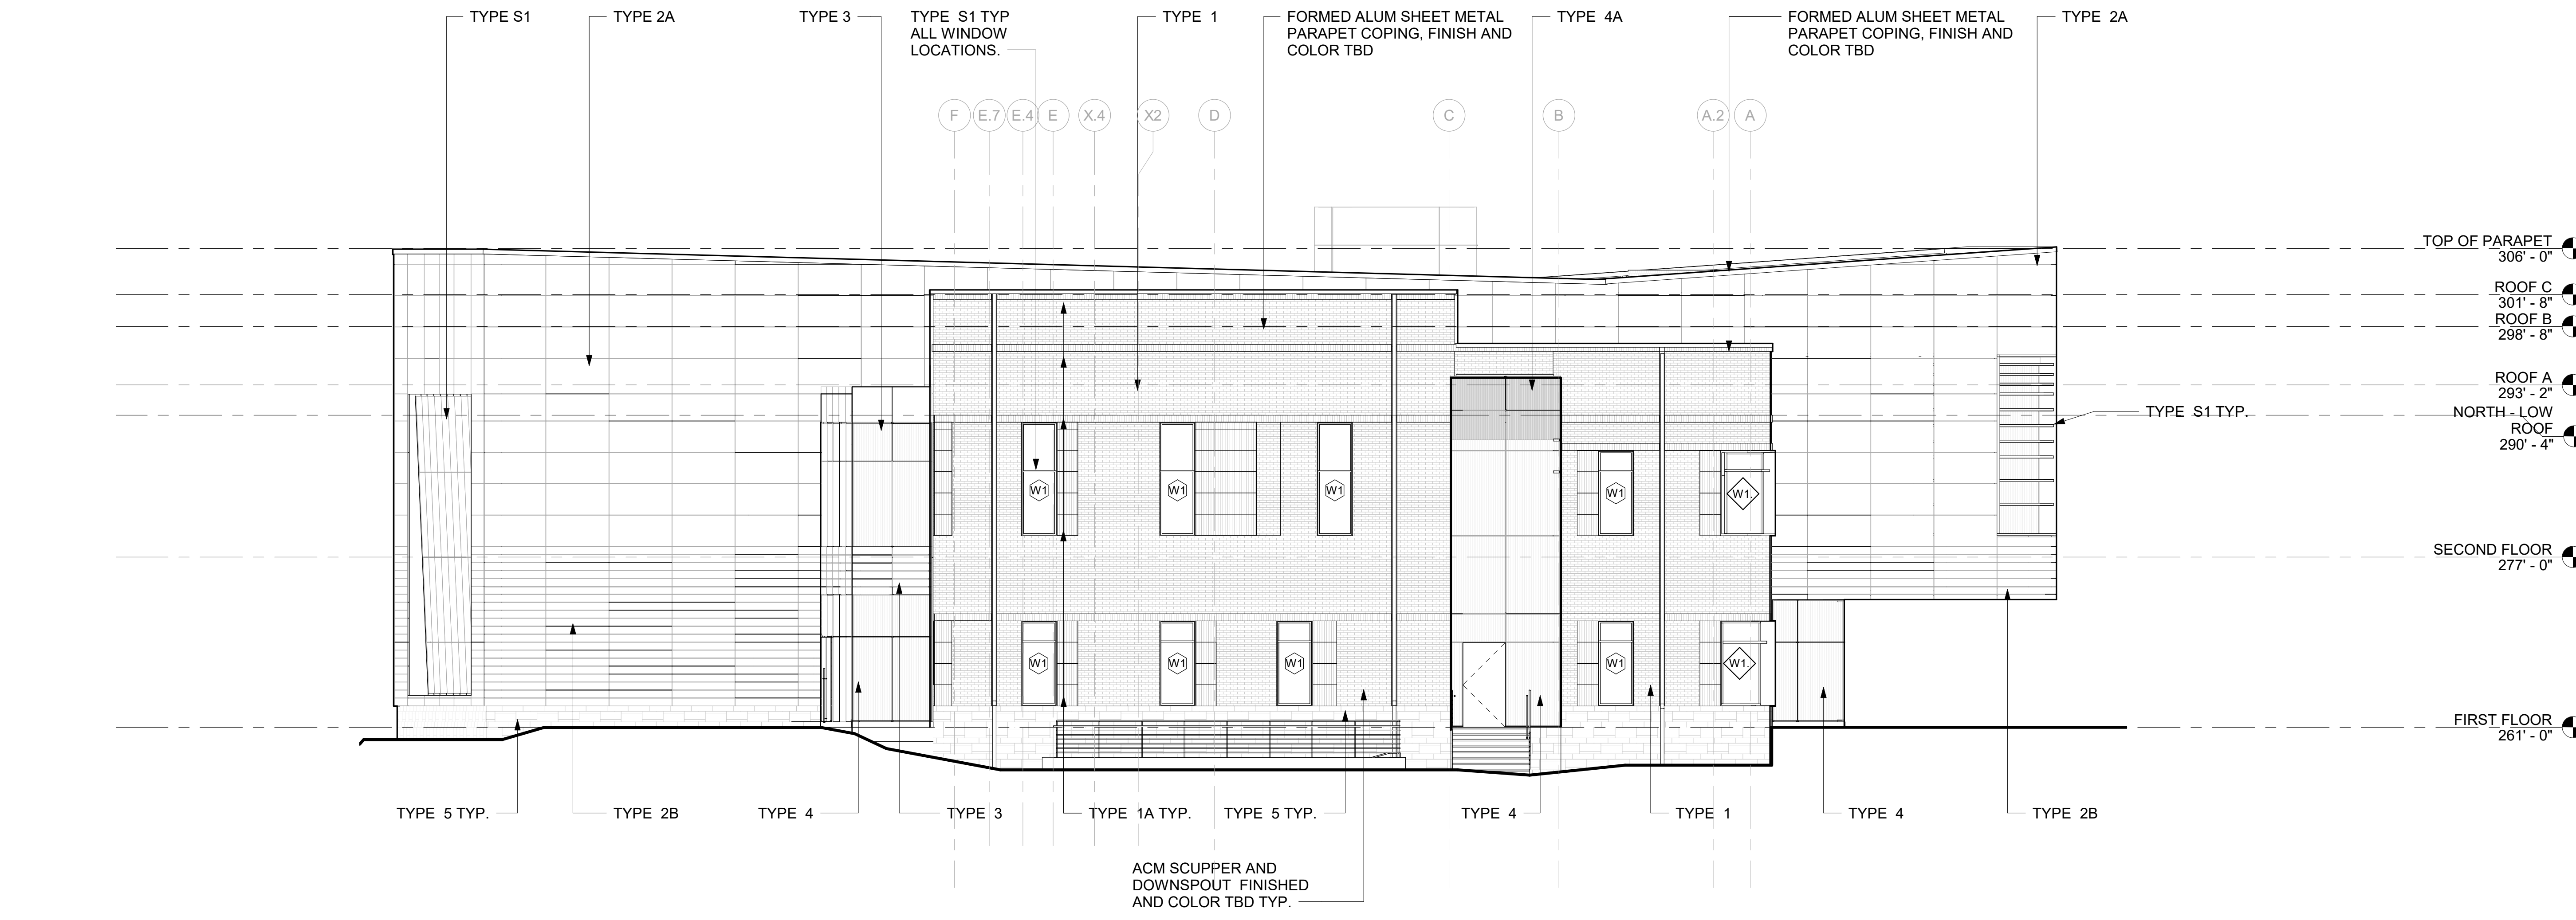 TYPE S1
TYPE 2A
TYPE 3
TYPE S1 TYP
ALL WINDOW
LOCATIONS.
TYPE 1
FORMED ALUM SHEET METAL
PARAPET COPING, FINISH AND
COLOR TBD
TYPE 4A
FORMED ALUM SHEET METAL
PARAPET COPING, FINISH AND
COLOR TBD
TYPE 2A
F
E.7
E.4
E
X.4
X2
D
C
B
A.2
A
TOP OF PARAPET
306' - 0"
ROOF C
301' - 8"
ROOF B
298' - 8"
ROOF A
293' - 2"
TYPE S1 TYP.
NORTH - LOW
ROOF
290' - 4"
W1
W1
W1
W1
W1.
SECOND FLOOR
277' - 0"
W1
W1
W1
W1
W1.
FIRST FLOOR
261' - 0"
TYPE 5 TYP.
TYPE 2B
TYPE 4
TYPE 3
TYPE 1A TYP.
TYPE 5 TYP.
TYPE 4
TYPE 1
TYPE 4
TYPE 2B
ACM SCUPPER AND
DOWNSPOUT FINISHED
AND COLOR TBD TYP.